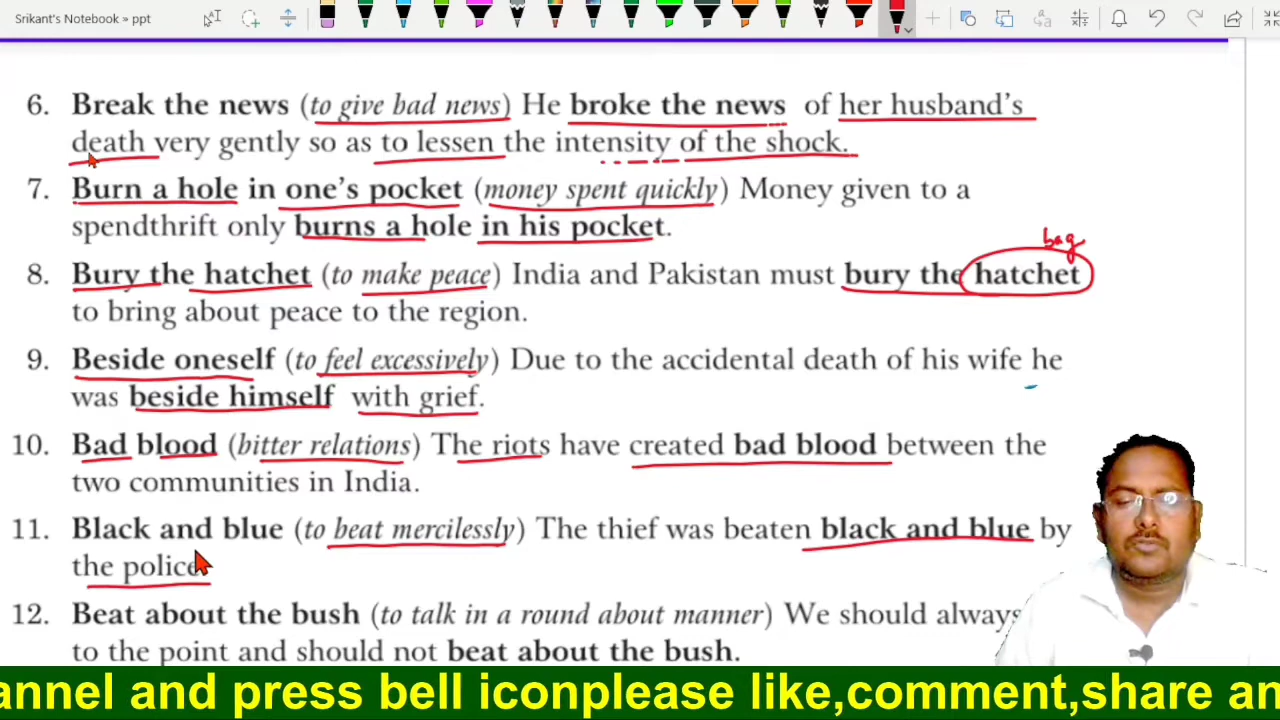 Srikant's Notebook » ppt
6. Break the news (to give bad news) He broke the news of her husband's
death very gently so as to lessen the intensity of the shock.
7. Burn a hole in one's pocket (money spent quickly) Money given to a
spendthrift only burns a hole in his pocket.
bag
8. Bury the hatchet (to make peace) India and Pakistan must bury the hatchet
to bring about peace to the region.
9. Beside oneself (to feel excessively) Due to the accidental death of his wife he
was beside himself with grief.
10. Bad blood (bitter relations) The riots have created bad blood between the
two communities in India.
11. Black and blue (to beat mercilessly) The thief was beaten black and blue by
the police
12. Beat about the bush (to talk in a round about manner) We should always
to the point and should not beat about the bush.
annel and press bell iconplease like,comment,share an